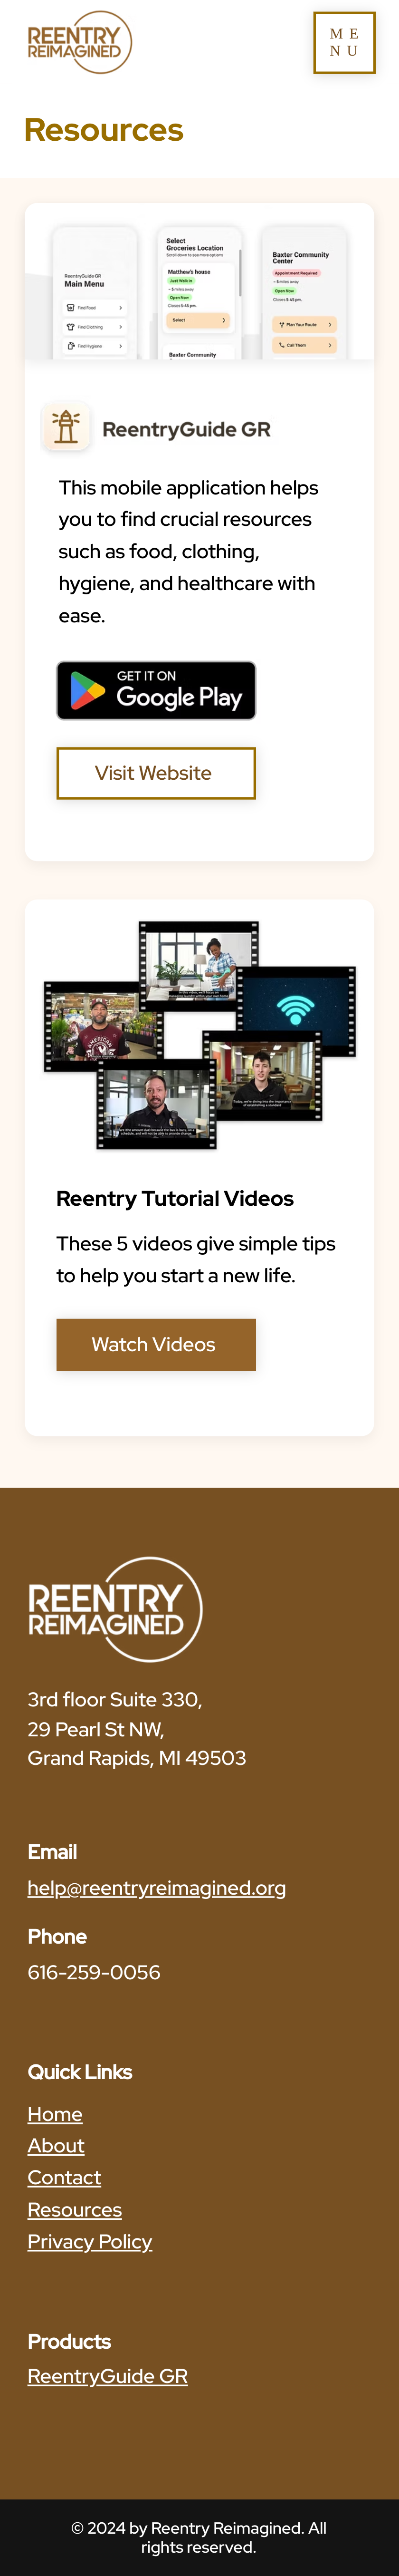 REENTRY
REIMAGINED
M E
N U
Resources
ReentryGuide GR
Main Menu
Find Food
Find Clothing
Find Hygiene
Select
Groceries Location
Scroll down to see more options
Matthew's house
Just Walk in
~ 5 miles away
Open Now
Closes 5:45 pm.
Select
Baxter Community
Baxter Community
Center
Appointment Required
~ 5 miles away
Open Now
Closes 5:45 pm.
Plan Your Route
Call Them
ReentryGuide GR
This mobile application helps
you to find crucial resources
such as food, clothing,
hygiene, and healthcare with
ease.
GET IT ON
Google Play
Visit Website
Reentry Tutorial Videos
These 5 videos give simple tips
to help you start a new life.
Watch Videos
REENTRY
REIMAGINED
3rd floor Suite 330,
29 Pearl St NW,
Grand Rapids, MI 49503
Email
help@reentryreimagined.org
Phone
616-259-0056
Quick Links
Home
About
Contact
Resources
Privacy Policy
Products
ReentryGuide GR
© 2024 by Reentry Reimagined. All
rights reserved.